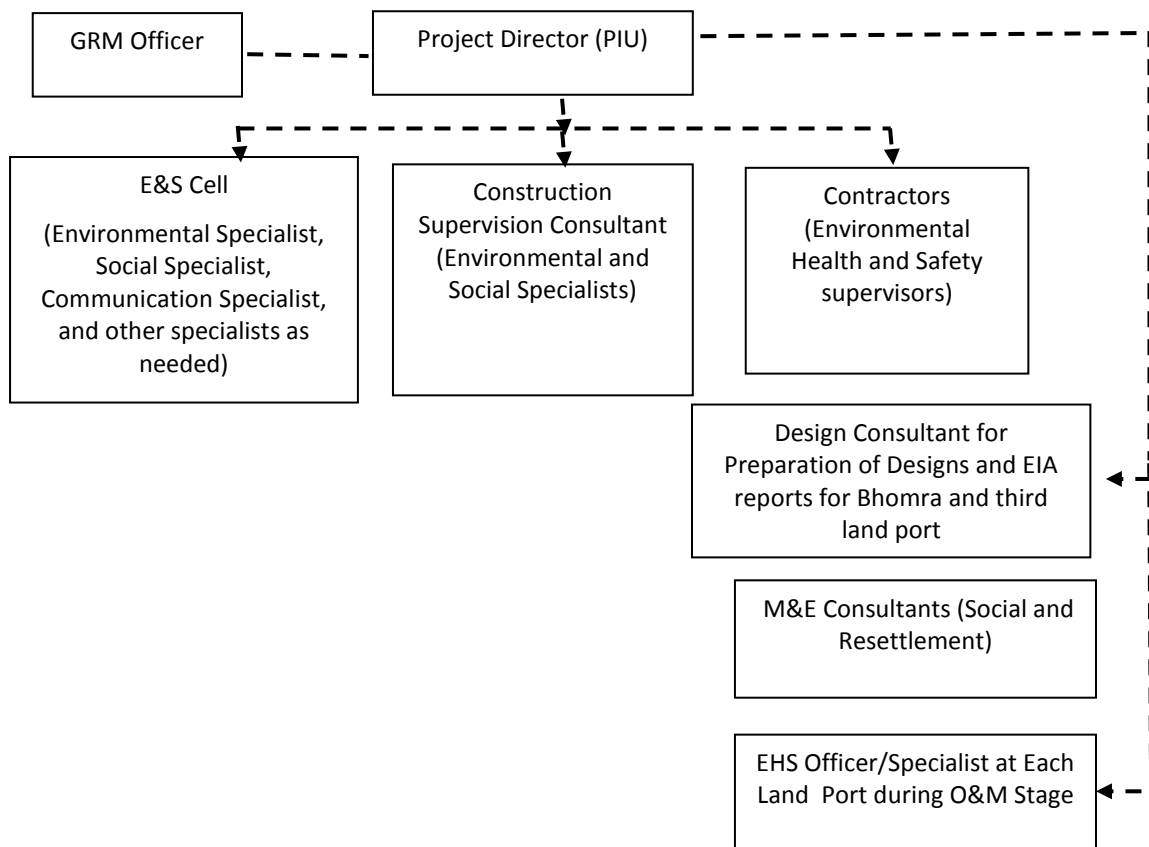 GRM Officer
Project Director (PIU)
E&S Cell
(Environmental Specialist,
Social Specialist,
Communication Specialist,
and other specialists as
needed)
Construction
Supervision Consultant
(Environmental and
Social Specialists)
Contractors
(Environmental
Health and Safety
supervisors)
Design Consultant for
Preparation of Designs and EIA
reports for Bhomra and third
land port
M&E Consultants (Social and
Resettlement)
EHS Officer/Specialist at Each
Land Port during O&M Stage